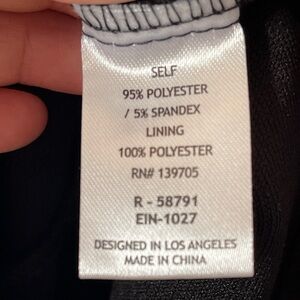 SELF
95% POLYESTER
/ 5% SPANDEX
LINING
100% POLYESTER
RN# 139705
R - 58791
EIN-1027
DESIGNED IN LOS ANGELES
MADE IN CHINA